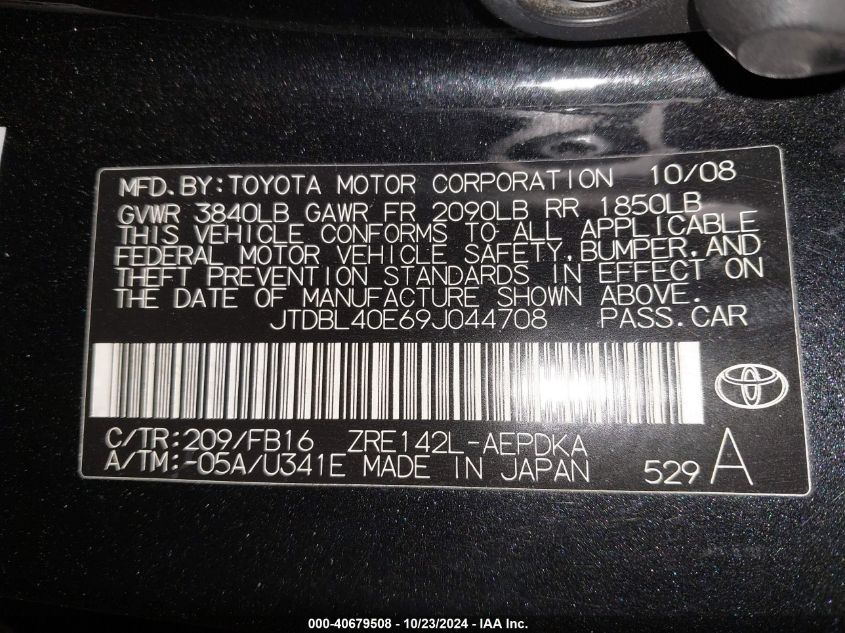 MFD. BY: TOYOTA MOTOR CORPORATION 10/08
GVWR 3840LB GAWR FR 2090LB RR 1850LB
THIS VEHICLE CONFORMS TO ALL APPLICABLE
FEDERAL MOTOR VEHICLE SAFETY, BUMPER, AND
THEFT PREVENTION STANDARDS IN EFFECT ON
THE DATE OF MANUFACTURE SHOWN ABOVE.
JTDBL40E69J044708 PASS. CAR
C/TR: 209/FB16 ZRE142L-AEPDKA
A/TM: -05A/U341E MADE IN JAPAN 529 A
000-40679508 - 10/23/2024 - IAA Inc.